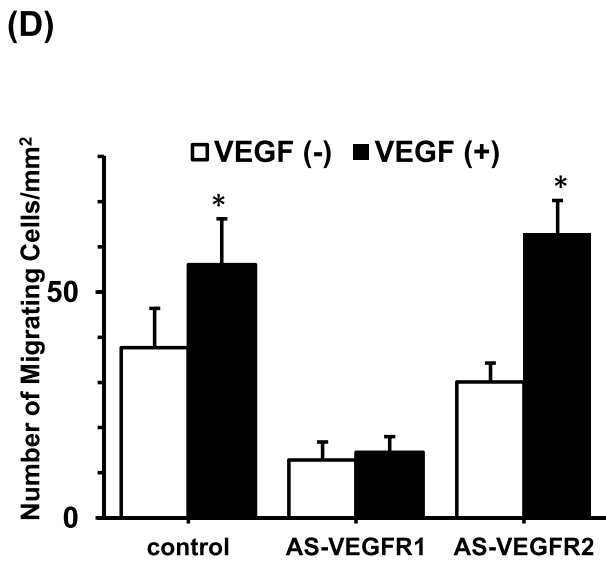 (D)
VEGF (-) VEGF (+)
Number of Migrating Cells/mm²
*
*
50
0
control AS-VEGFR1 AS-VEGFR2